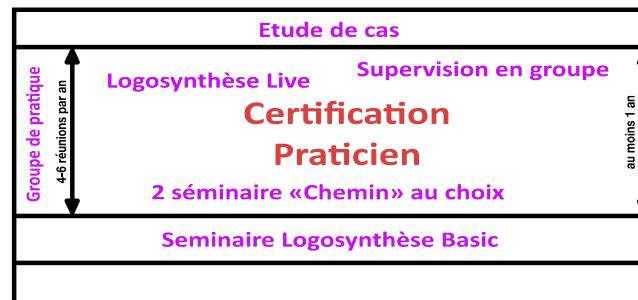 Etude de cas
Groupe de pratique
4-6 réunions par an
Logosynthèse Live
Supervision en groupe
Certification
Praticien
2 séminaire «Chemin» au choix
au moins 1 an
Seminaire Logosynthèse Basic